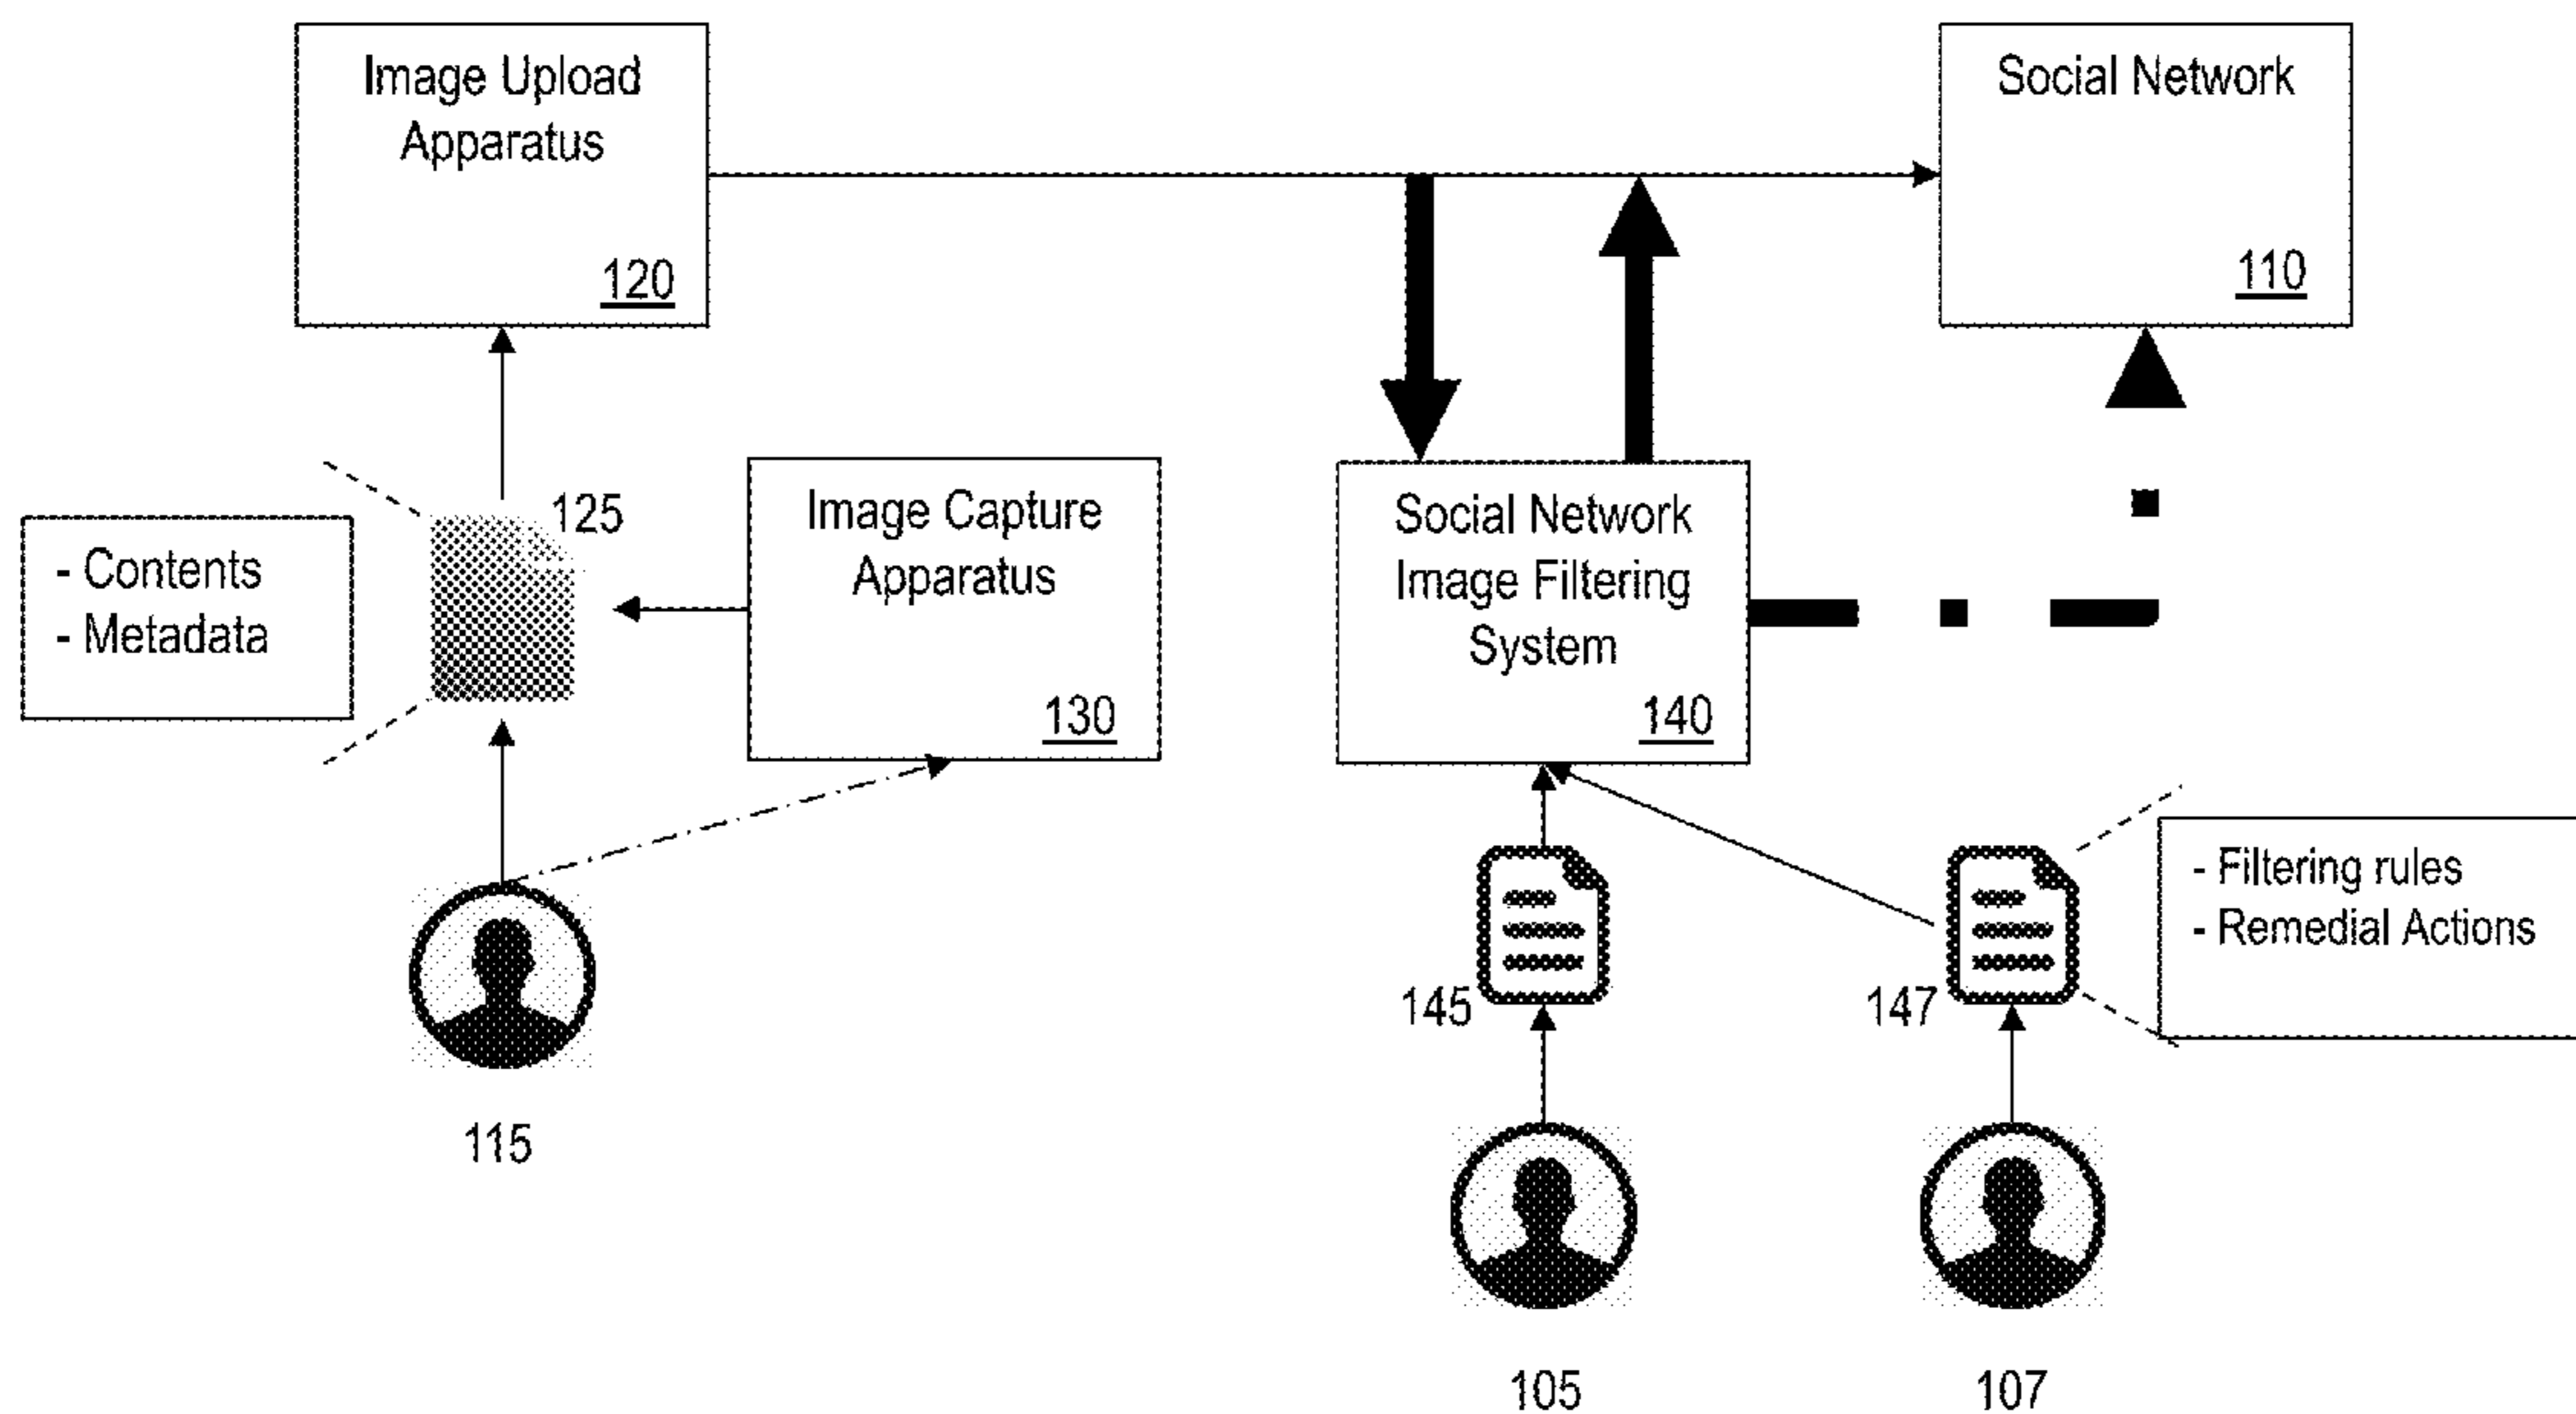 Image Upload
Apparatus
120
Social Network
110
125
- Contents
- Metadata
Image Capture
Apparatus
130
Social Network
Image Filtering
System
140
- Filtering rules
- Remedial Actions
145
147
115
105
107